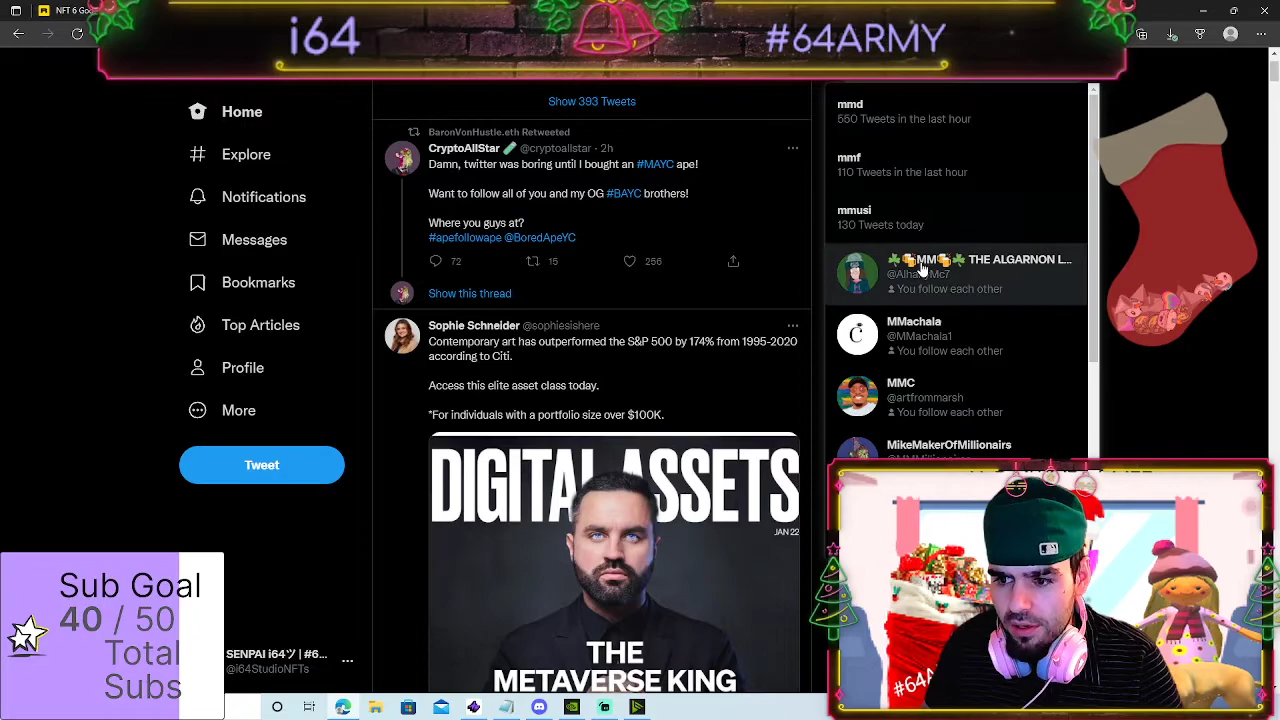 NFT 6 Go
i64
#64ARMY
Home
Explore
Notifications
Messages
Bookmarks
Top Articles
Profile
More
Tweet
Sub Goal
40 / 50
Total
Subs
SENPAI i64ツ | #6...
@i64StudioNFTs
Show 393 Tweets
BaronVonHustle.eth Retweeted
CryptoAllStar @cryptoallstar · 2h
Damn, twitter was boring until I bought an #MAYC ape!
Want to follow all of you and my OG #BAYC brothers!
Where you guys at?
#apefollowape @BoredApeYC
72 15 256
Show this thread
Sophie Schneider @sophiesishere
Contemporary art has outperformed the S&P 500 by 174% from 1995-2020
according to Citi.
Access this elite asset class today.
*For individuals with a portfolio size over $100K.
DIGITAL ASSETS
JAN 22
THE
METAVERSE KING
mmd
550 Tweets in the last hour
mmf
110 Tweets in the last hour
mmusi
130 Tweets today
☘️🍻MMC🍻☘️ THE ALGARNON L...
You follow each other
MMachala
@MMachala1
You follow each other
MMC
@artfrommarsh
You follow each other
MikeMakerOfMillionairs
#64A